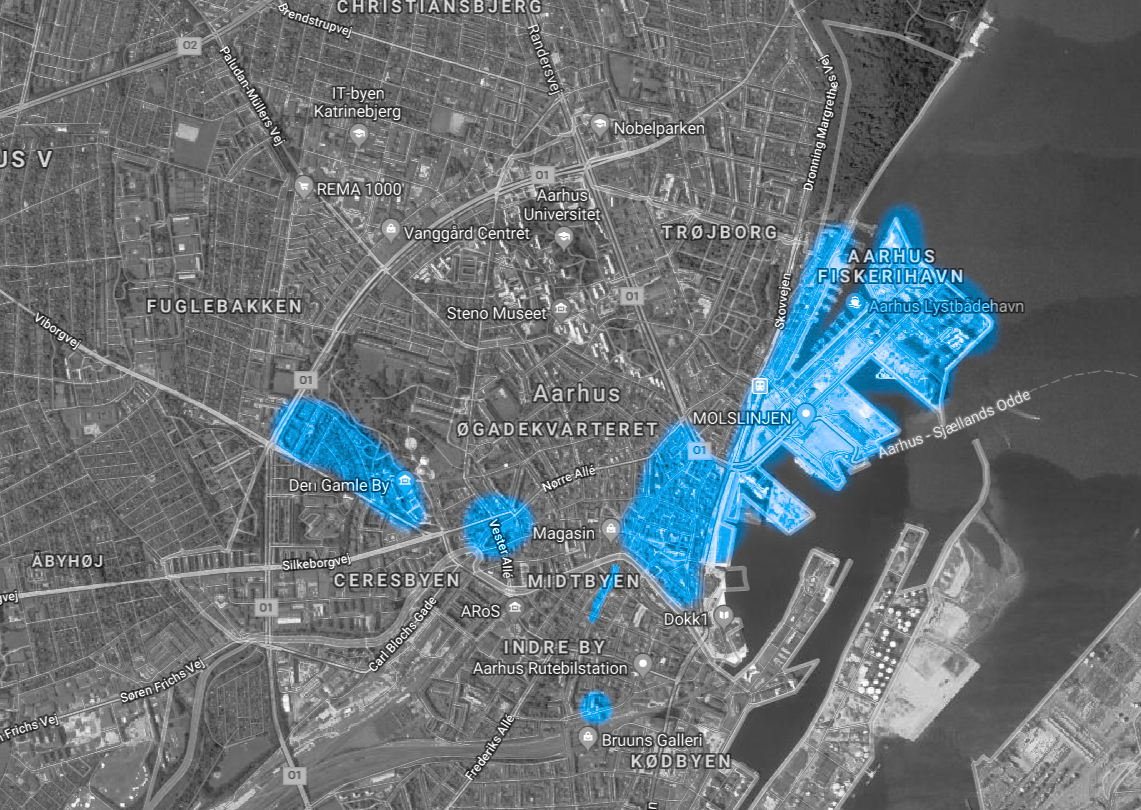 CHRISTIANSBJERG
Brendstrupvej
02
Paludan-Müllers Vej
Randersvej
IT-byen
Katrinebjerg
Nobelparken
Dronning Margrethes Vej
US V
REMA 1000
01
Aarhus
Universitet
Vanggård Centret
TRØJBORG
AARHUS
FISKERIHAVN
Aarhus Lystbådehavn
FUGLEBAKKEN
Steno Museet
01
Skovvejen
Viborgvej
01
Aarhus
MOLSLINJEN
ØGADEKVARTERET
01
Aarhus - Sjællands Odde
Den Gamle By
Nørre Allé
Vester Allé
Magasin
ÅBYHØJ
Silkeborgvej
CERESBYEN
MIDTBYEN
gvej
01
ARoS
Dokk1
Carl Blochs Gade
INDRE BY
Aarhus Rutebilstation
Søren Frichs Vej
n Frichs Vej
Frederiks Allé
Bruuns Galleri
KØDBYEN
01